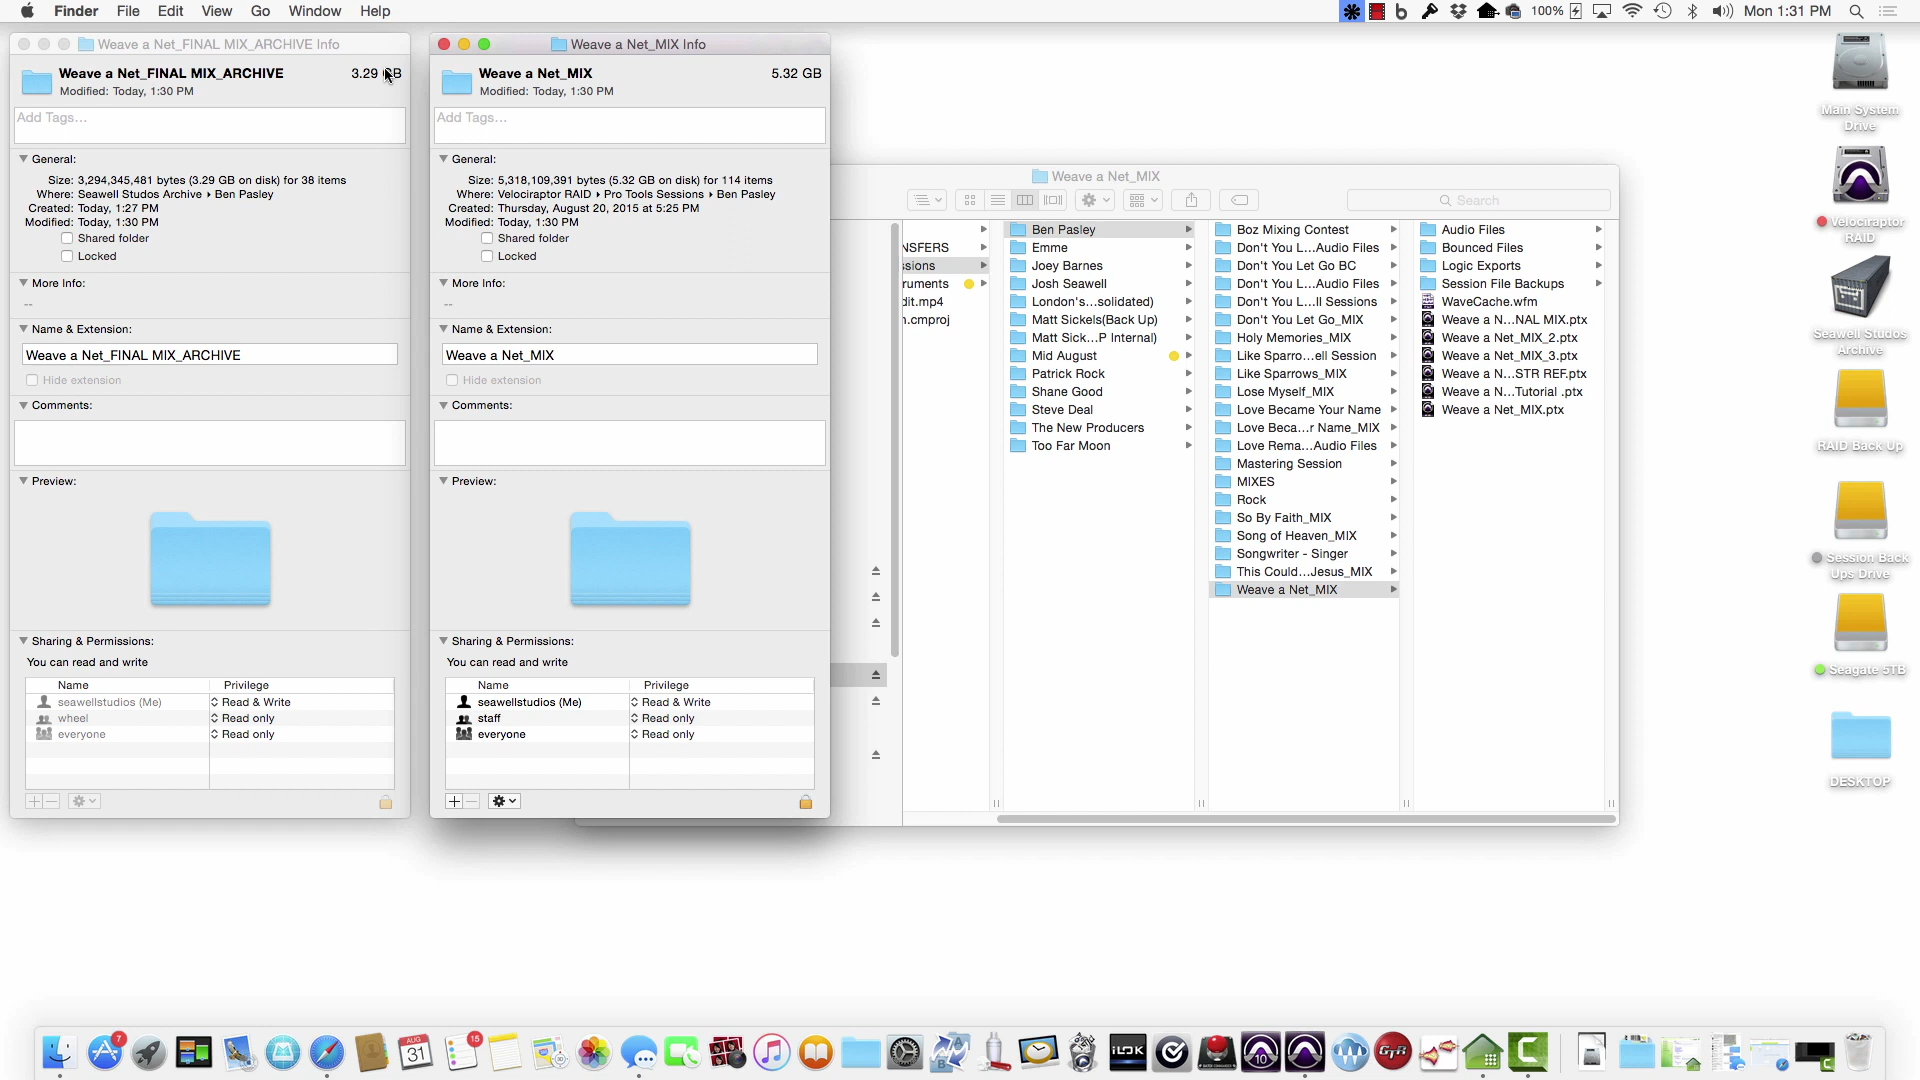 Finder File Edit View Go Window Help
100% Mon 1:31 PM
Weave a Net_FINAL MIX_ARCHIVE Info
Weave a Net_FINAL MIX_ARCHIVE 3.29 GB
Modified: Today, 1:30 PM
Add Tags...
General:
Size: 3,294,345,481 bytes (3.29 GB on disk) for 38 items
Where: Seawell Studos Archive ▸ Ben Pasley
Created: Today, 1:27 PM
Modified: Today, 1:30 PM
Shared folder
Locked
More Info:
--
Name & Extension:
Weave a Net_FINAL MIX_ARCHIVE
Hide extension
Comments:
Preview:
Sharing & Permissions:
You can read and write
Name Privilege
seawellstudios (Me) Read & Write
wheel Read only
everyone Read only
Weave a Net_MIX Info
Weave a Net_MIX 5.32 GB
Modified: Today, 1:30 PM
Add Tags...
General:
Size: 5,318,109,391 bytes (5.32 GB on disk) for 114 items
Where: Velociraptor RAID ▸ Pro Tools Sessions ▸ Ben Pasley
Created: Thursday, August 20, 2015 at 5:25 PM
Modified: Today, 1:30 PM
Shared folder
Locked
More Info:
--
Name & Extension:
Weave a Net_MIX
Hide extension
Comments:
Preview:
Sharing & Permissions:
You can read and write
Name Privilege
seawellstudios (Me) Read & Write
staff Read only
everyone Read only
Weave a Net_MIX
Search
NSFERS
sions
ruments
dit.mp4
n.cmproj
Ben Pasley
Emme
Joey Barnes
Josh Seawell
London's...solidated)
Matt Sickels(Back Up)
Matt Sick...P Internal)
Mid August
Patrick Rock
Shane Good
Steve Deal
The New Producers
Too Far Moon
Boz Mixing Contest
Don't You L...Audio Files
Don't You Let Go BC
Don't You L...Audio Files
Don't You L...ll Sessions
Don't You Let Go_MIX
Holy Memories_MIX
Like Sparro...ell Session
Like Sparrows_MIX
Lose Myself_MIX
Love Became Your Name
Love Beca...r Name_MIX
Love Rema...Audio Files
Mastering Session
MIXES
Rock
So By Faith_MIX
Song of Heaven_MIX
Songwriter - Singer
This Could...Jesus_MIX
Weave a Net_MIX
Audio Files
Bounced Files
Logic Exports
Session File Backups
WaveCache.wfm
Weave a N...NAL MIX.ptx
Weave a Net_MIX_2.ptx
Weave a Net_MIX_3.ptx
Weave a N...STR REF.ptx
Weave a N...Tutorial .ptx
Weave a Net_MIX.ptx
Main System
Drive
Velociraptor
RAID
Seawell Studos
Archive
RAID Back Up
Session Back
Ups Drive
Seagate 5TB
DESKTOP
7
AUG
31
15
iLOK
10
GTR